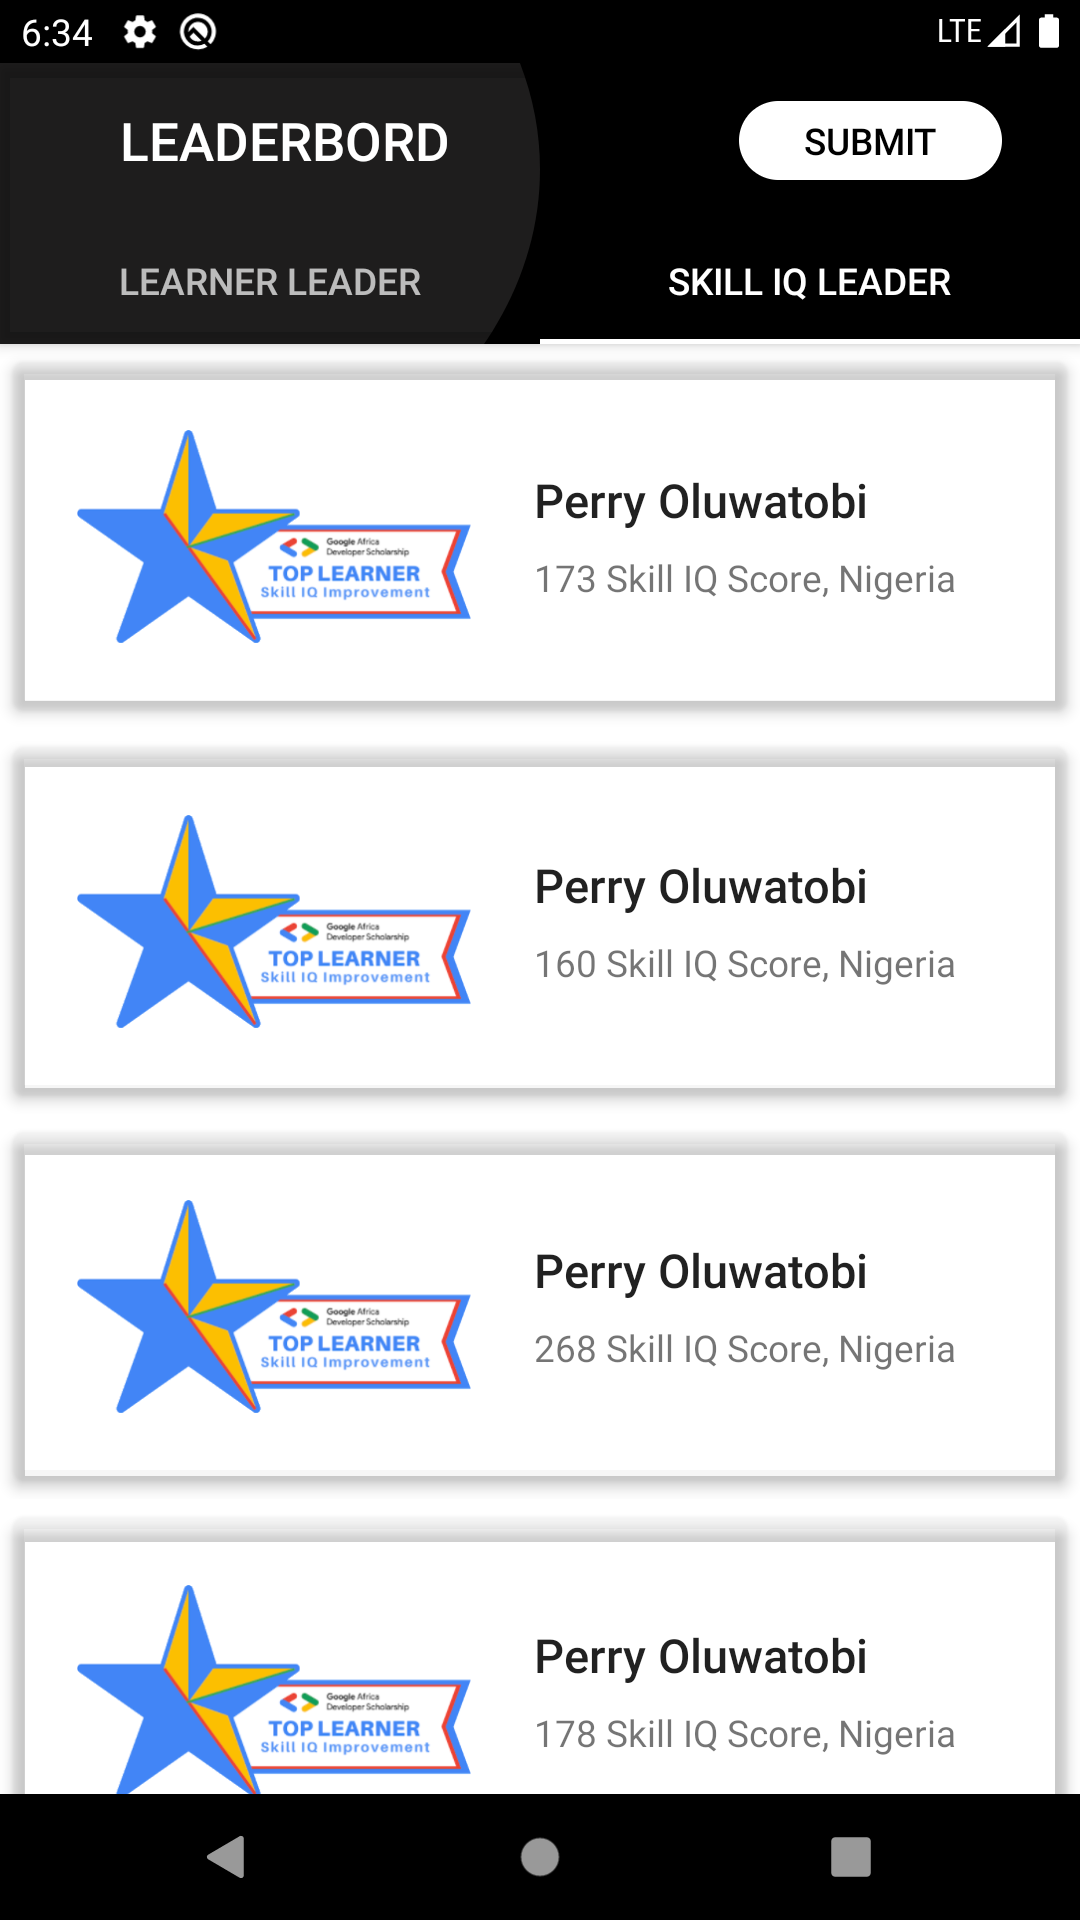 6:34
LTE
LEADERBORD
SUBMIT
LEARNER LEADER
SKILL IQ LEADER
Google Africa
Developer Scholarship
TOP LEARNER
Skill IQ Improvement
Perry Oluwatobi
173 Skill IQ Score, Nigeria
Google Africa
Developer Scholarship
TOP LEARNER
Skill IQ Improvement
Perry Oluwatobi
160 Skill IQ Score, Nigeria
Google Africa
Developer Scholarship
TOP LEARNER
Skill IQ Improvement
Perry Oluwatobi
268 Skill IQ Score, Nigeria
Google Africa
Developer Scholarship
TOP LEARNER
Skill IQ Improvement
Perry Oluwatobi
178 Skill IQ Score, Nigeria